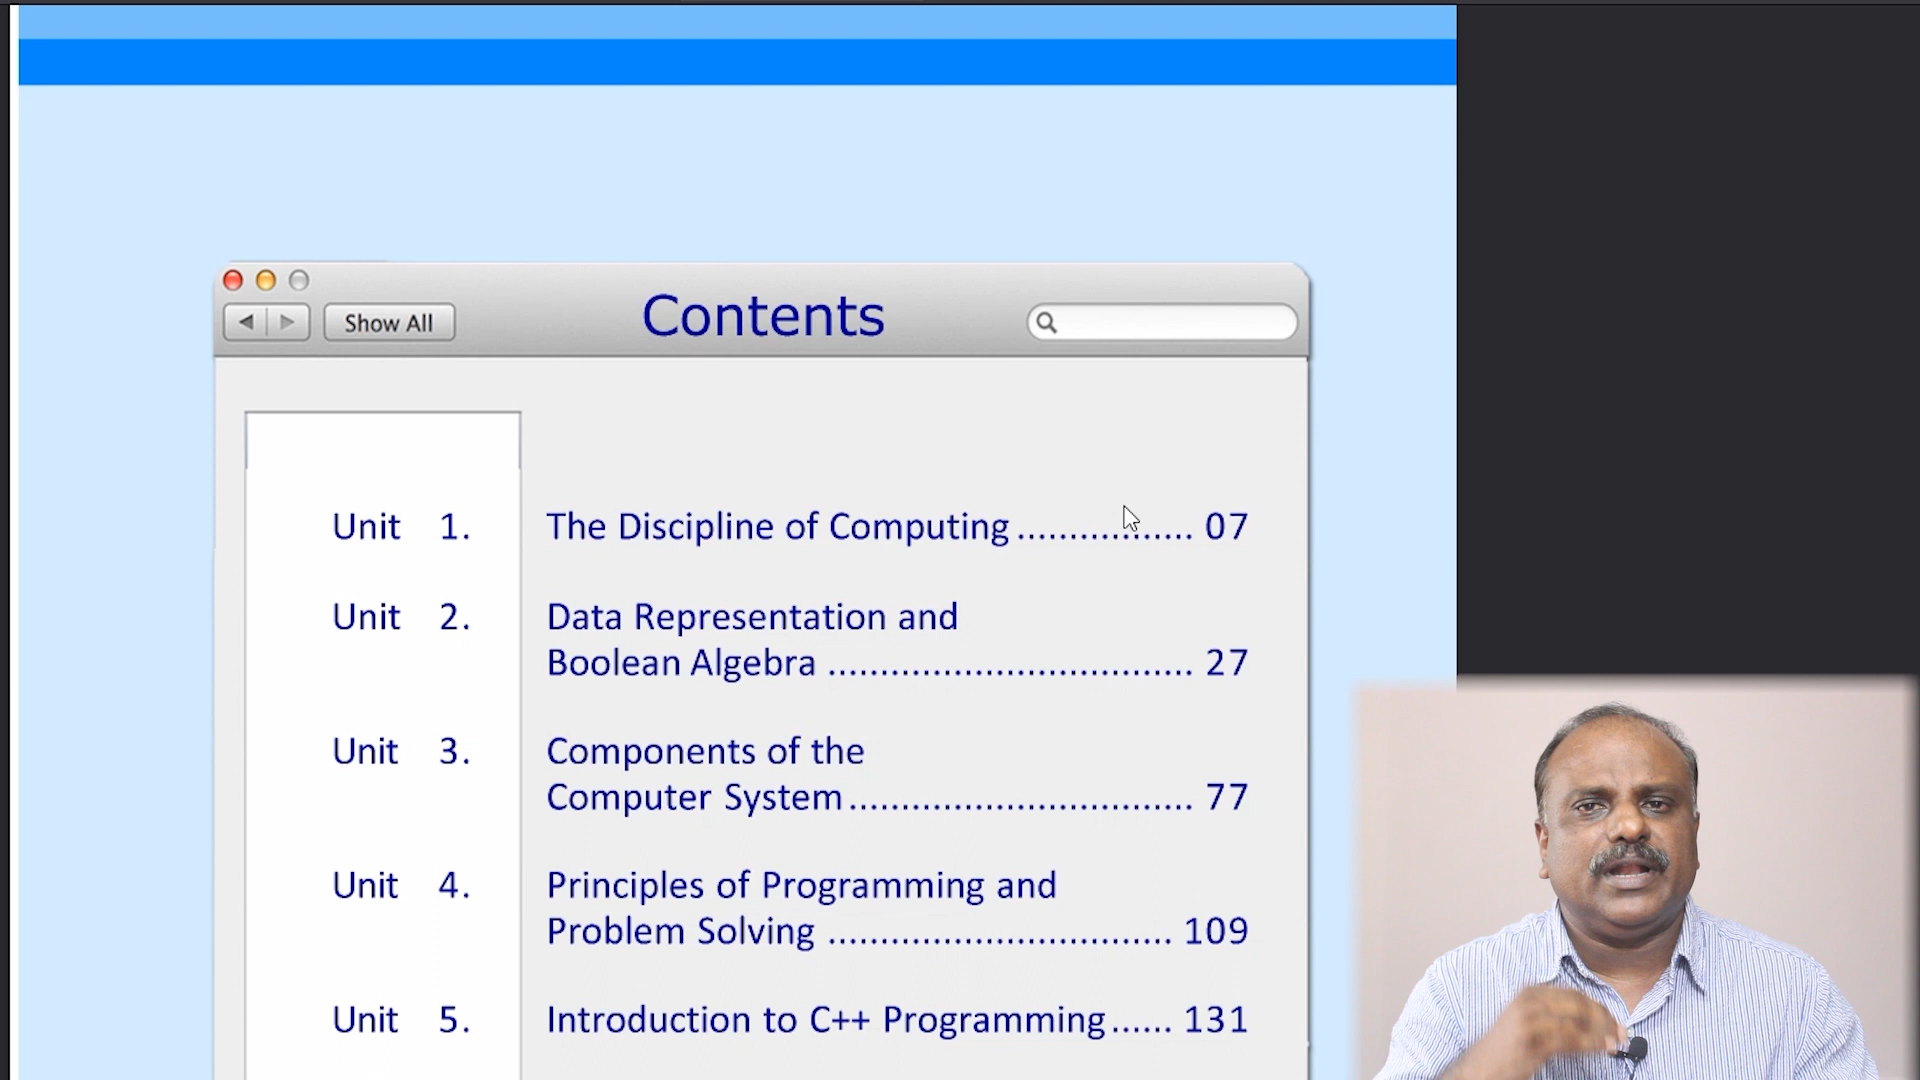 Contents
Show All
Unit 1. The Discipline of Computing ................. 07
Unit 2. Data Representation and
Boolean Algebra ................................... 27
Unit 3. Components of the
Computer System ................................. 77
Unit 4. Principles of Programming and
Problem Solving ................................. 109
Unit 5. Introduction to C++ Programming ...... 131